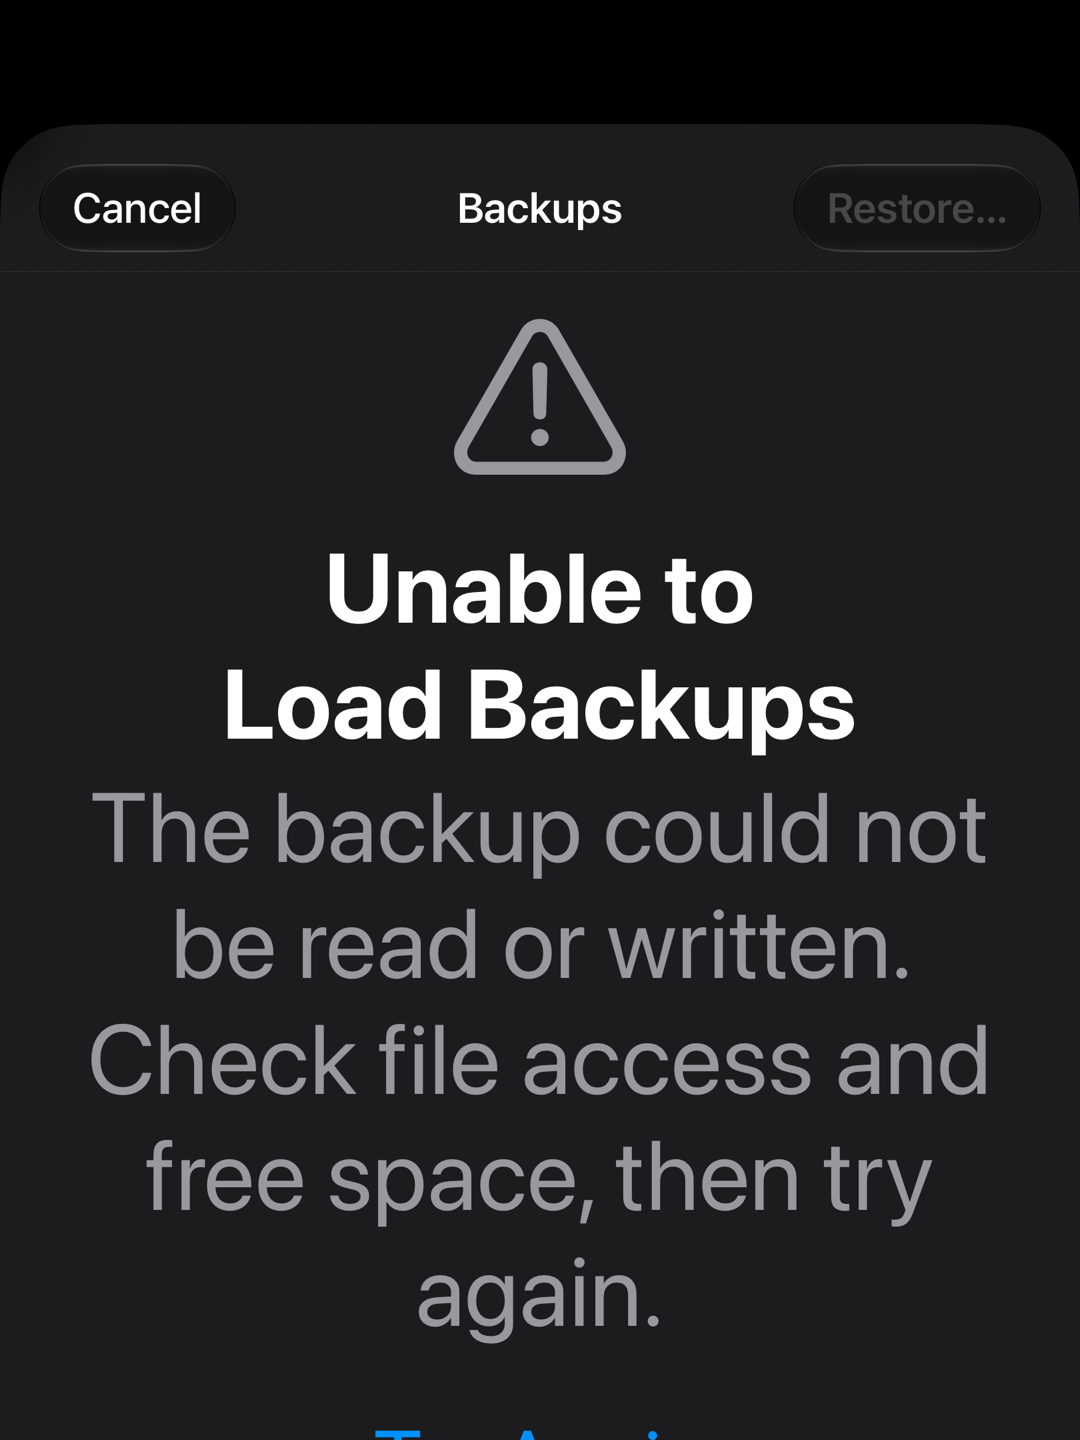 Cancel
Backups
Restore...
Unable to
Load Backups
The backup could not
be read or written.
Check file access and
free space, then try
again.